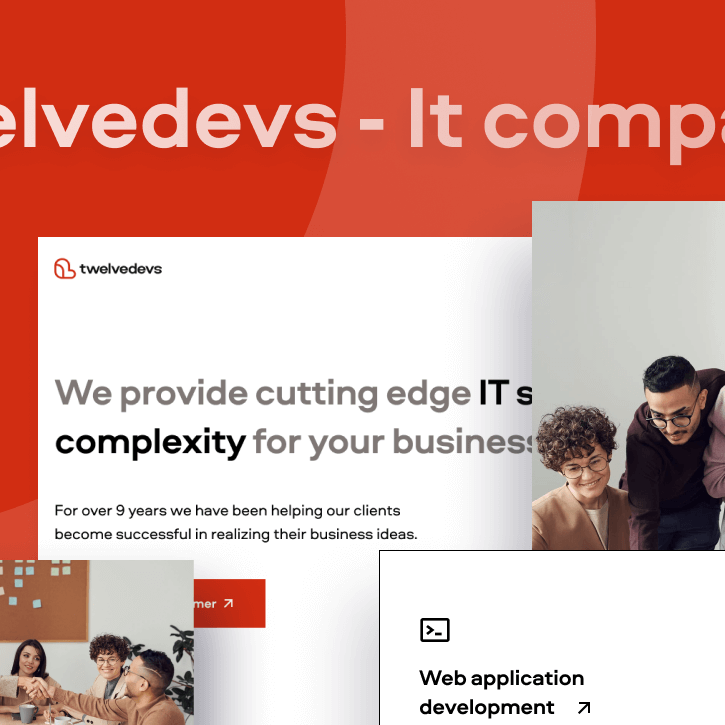 elvedevs - It compa
twelvedevs
We provide cutting edge IT s
complexity for your business
For over 9 years we have been helping our clients
become successful in realizing their business ideas.
mer
Web application
development